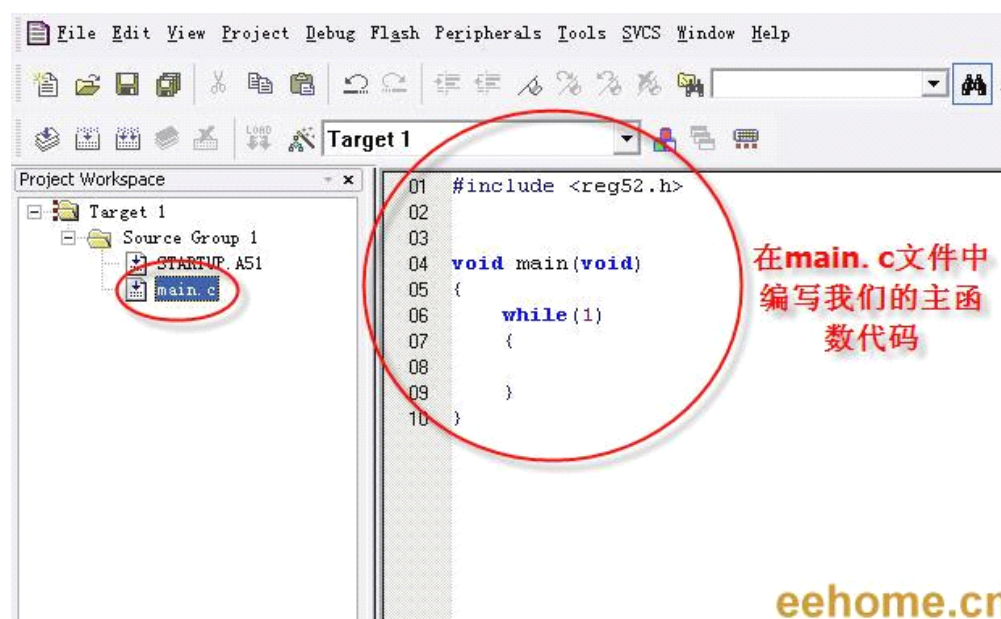 File Edit View Project Debug Flash Peripherals Tools SVCS Window Help
LOAD
Target 1
Project Workspace
Target 1
Source Group 1
STARTUP.A51
main.c
01 #include <reg52.h>
02
03
04 void main(void)
05 {
06 while(1)
07 {
08
09 }
10 }
在main.c文件中
编写我们的主函
数代码
eehome.cn